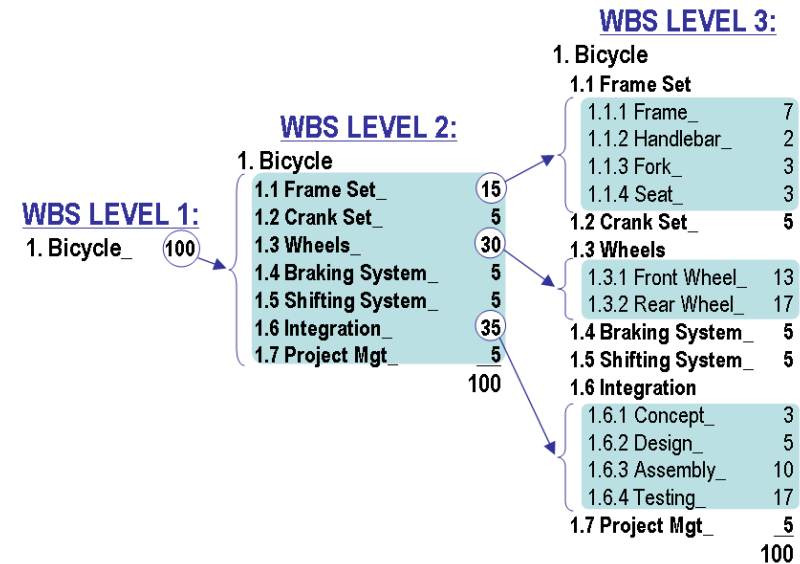 WBS LEVEL 1:
1. Bicycle_ 100
WBS LEVEL 2:
1. Bicycle
1.1 Frame Set_ 15
1.2 Crank Set_ 5
1.3 Wheels_ 30
1.4 Braking System_ 5
1.5 Shifting System_ 5
1.6 Integration_ 35
1.7 Project Mgt_ 5
100
WBS LEVEL 3:
1. Bicycle
1.1 Frame Set
1.1.1 Frame_ 7
1.1.2 Handlebar_ 2
1.1.3 Fork_ 3
1.1.4 Seat_ 3
1.2 Crank Set_ 5
1.3 Wheels
1.3.1 Front Wheel_ 13
1.3.2 Rear Wheel_ 17
1.4 Braking System_ 5
1.5 Shifting System_ 5
1.6 Integration
1.6.1 Concept_ 3
1.6.2 Design_ 5
1.6.3 Assembly_ 10
1.6.4 Testing_ 17
1.7 Project Mgt_ 5
100